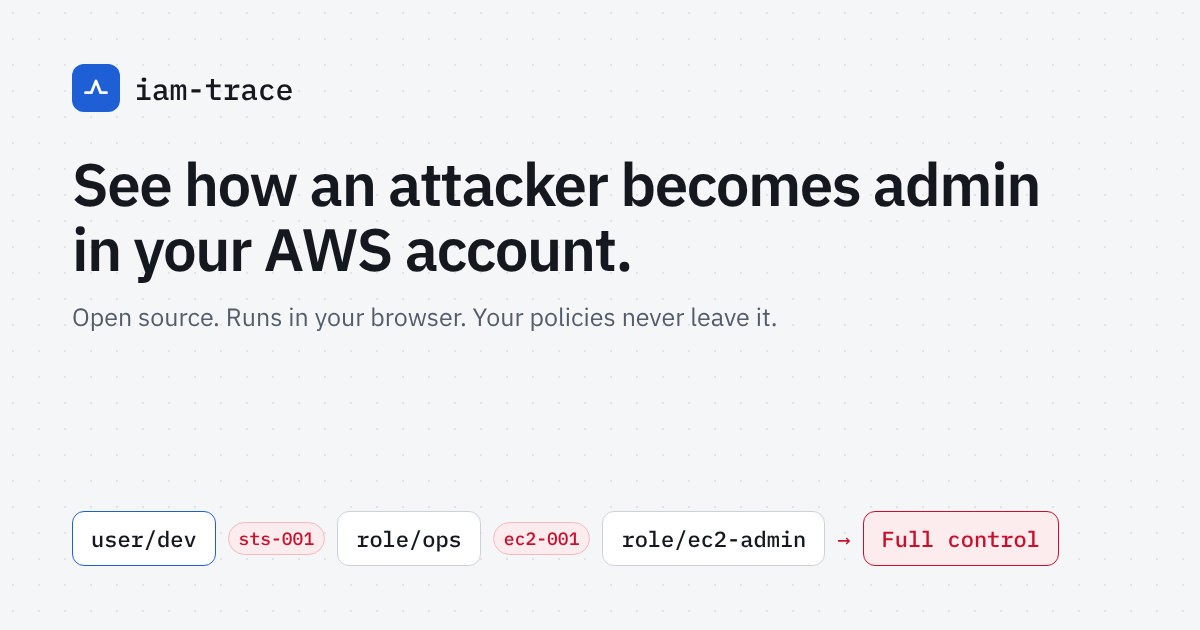 iam-trace
See how an attacker becomes admin
in your AWS account.
Open source. Runs in your browser. Your policies never leave it.
user/dev sts-001 role/ops ec2-001 role/ec2-admin → Full control